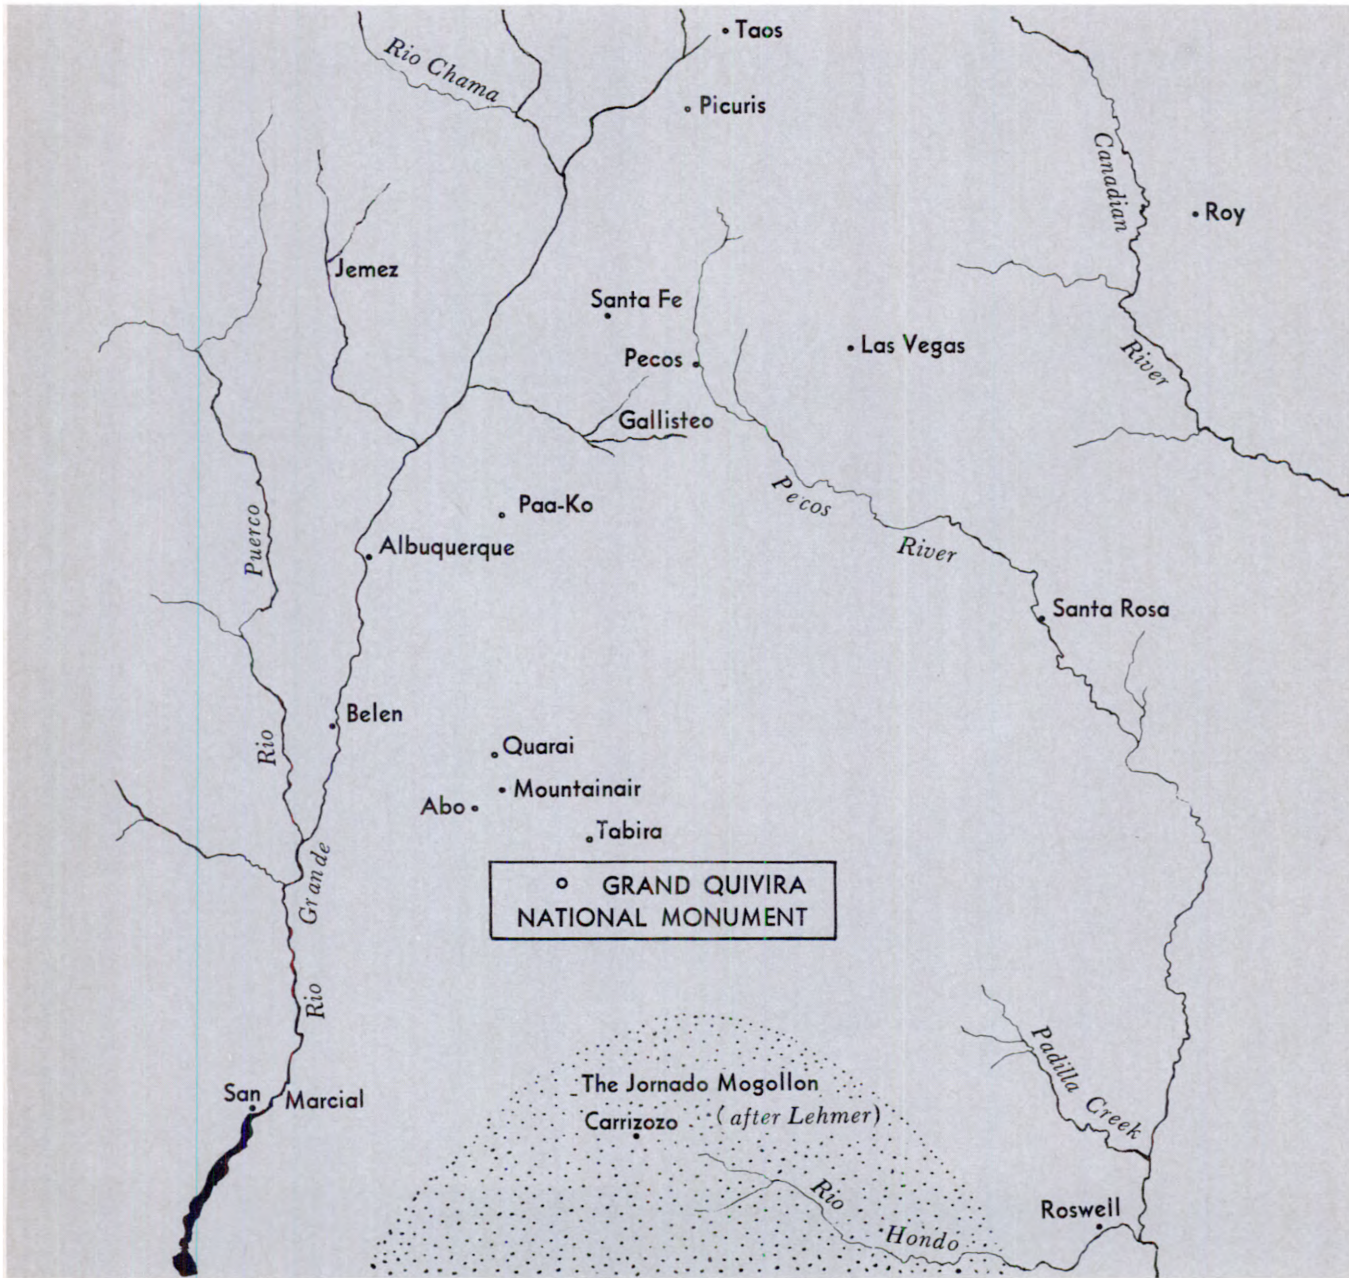 Taos
Rio Chama
Picuris
Canadian
Roy
Jemez
Santa Fe
Las Vegas
Pecos
River
Gallisteo
Pecos
Paa-Ko
Puerco
Albuquerque
River
Santa Rosa
Belen
Rio
Quarai
Mountainair
Abo
Tabira
Grande
GRAND QUIVIRA
NATIONAL MONUMENT
Rio
Padilla Creek
The Jornado Mogollon
San Marcial
Carrizozo (after Lehmer)
Rio
Roswell
Hondo